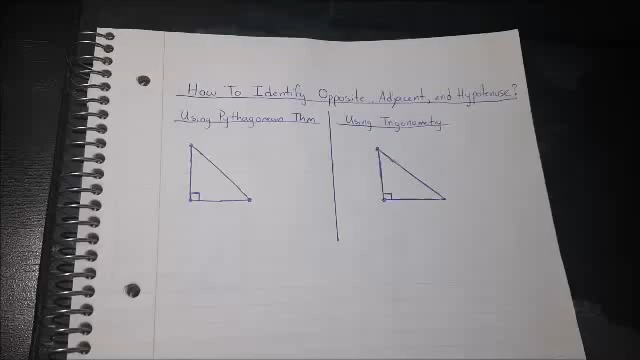 How To Identify Opposite, Adjacent, and Hypotenuse?
Using Pythagorean Thm
Using Trigonometry